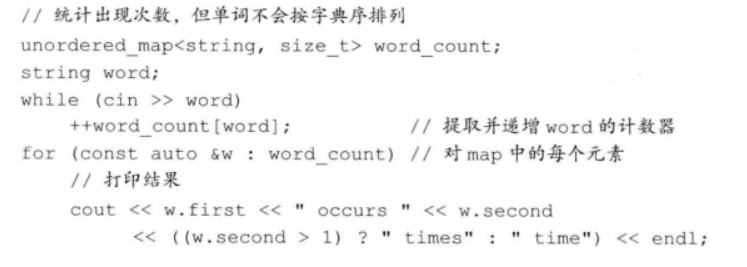 // 统计出现次数，但单词不会按字典序排列
unordered_map<string, size_t> word_count;
string word;
while (cin >> word)
    ++word_count[word];              // 提取并递增 word 的计数器
for (const auto &w : word_count) // 对 map 中的每个元素
    // 打印结果
    cout << w.first << " occurs " << w.second
         << ((w.second > 1) ? " times" : " time") << endl;